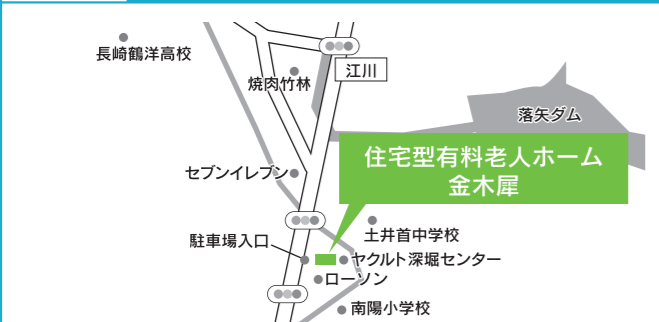 長崎鶴洋高校
江川
焼肉竹林
落矢ダム
住宅型有料老人ホーム
金木犀
セブンイレブン
土井首中学校
駐車場入口
ヤクルト深堀センター
ローソン
南陽小学校